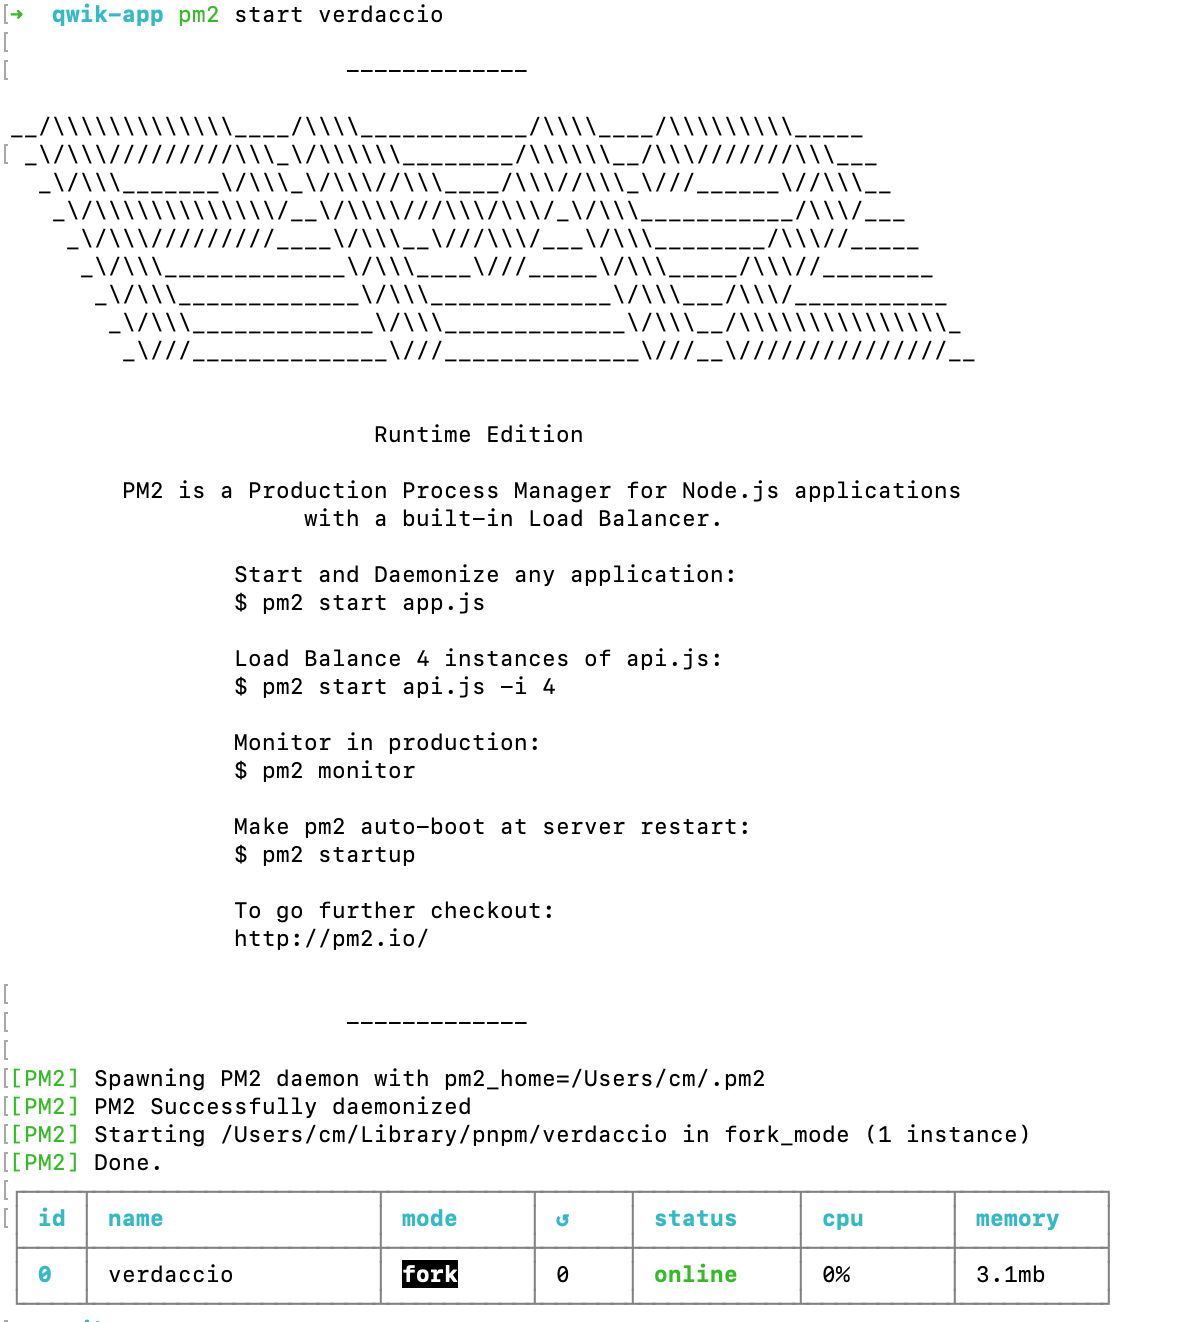 ➜  qwik-app pm2 start verdaccio
-------------
__/\\\\\\\\\\\\\____/\\\\____________/\\\\____/\\\\\\\\\_____
_\/\\\/////////\\\_\/\\\\\\________/\\\\\\__/\\\///////\\\___
_\/\\\_______\/\\\_\/\\\//\\\____/\\\//\\\_\///______\//\\\__
_\/\\\\\\\\\\\\\/__\/\\\\///\\\/\\\/_\/\\\___________/\\\/___
_\/\\\/////////____\/\\\__\///\\\/___\/\\\________/\\\//_____
_\/\\\_____________\/\\\____\///_____\/\\\_____/\\\//________
_\/\\\_____________\/\\\_____________\/\\\___/\\\/___________
_\/\\\_____________\/\\\_____________\/\\\__/\\\\\\\\\\\\\\\_
_\///______________\///______________\///__\///////////////__
Runtime Edition
PM2 is a Production Process Manager for Node.js applications
with a built-in Load Balancer.
Start and Daemonize any application:
$ pm2 start app.js
Load Balance 4 instances of api.js:
$ pm2 start api.js -i 4
Monitor in production:
$ pm2 monitor
Make pm2 auto-boot at server restart:
$ pm2 startup
To go further checkout:
http://pm2.io/
-------------
[PM2] Spawning PM2 daemon with pm2_home=/Users/cm/.pm2
[PM2] PM2 Successfully daemonized
[PM2] Starting /Users/cm/Library/pnpm/verdaccio in fork_mode (1 instance)
[PM2] Done.
id name mode ↺ status cpu memory
0 verdaccio fork 0 online 0% 3.1mb